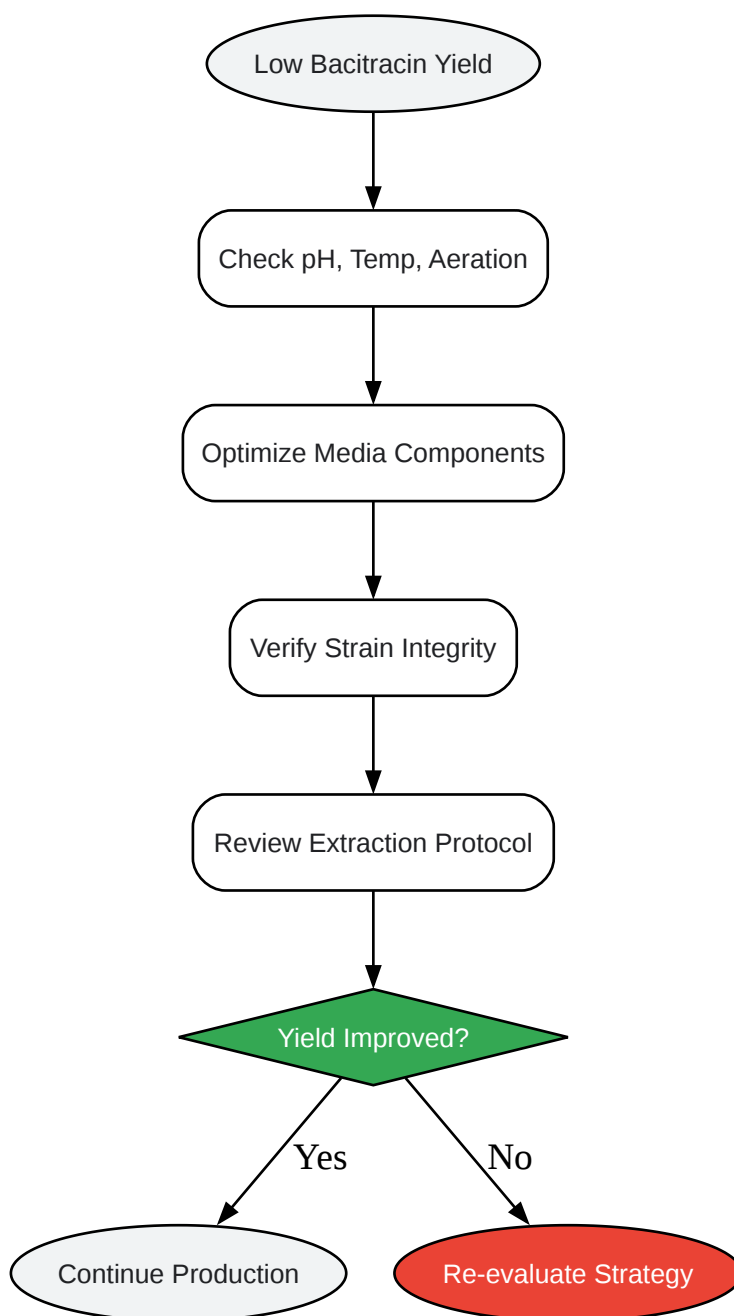 Low Bacitracin Yield
Check pH, Temp, Aeration
Optimize Media Components
Verify Strain Integrity
Review Extraction Protocol
Yield Improved?
Yes
No
Continue Production
Re-evaluate Strategy